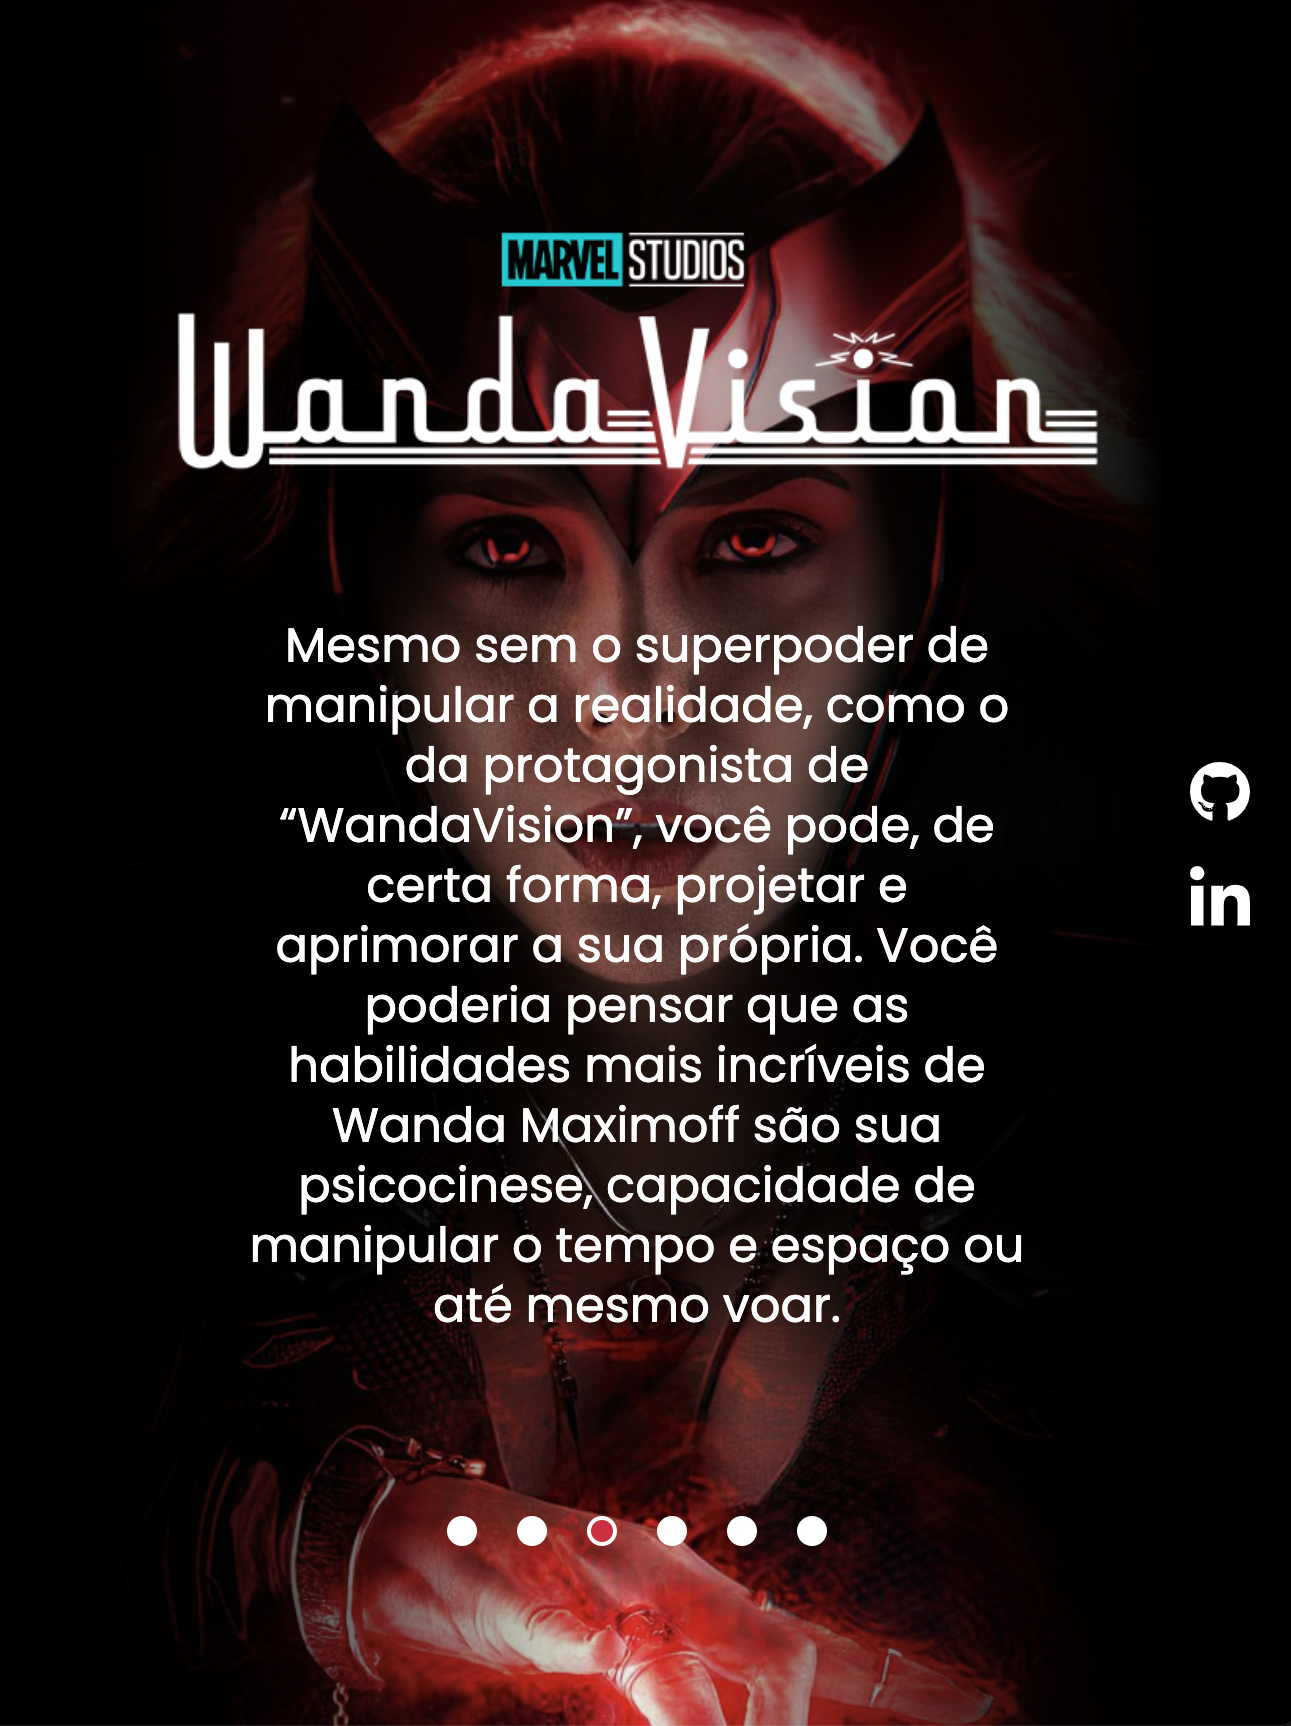 MARVEL STUDIOS
WandaVision
Mesmo sem o superpoder de
manipular a realidade, como o
da protagonista de
“WandaVision”, você pode, de
certa forma, projetar e
aprimorar a sua própria. Você
poderia pensar que as
habilidades mais incríveis de
Wanda Maximoff são sua
psicocinese, capacidade de
manipular o tempo e espaço ou
até mesmo voar.
in